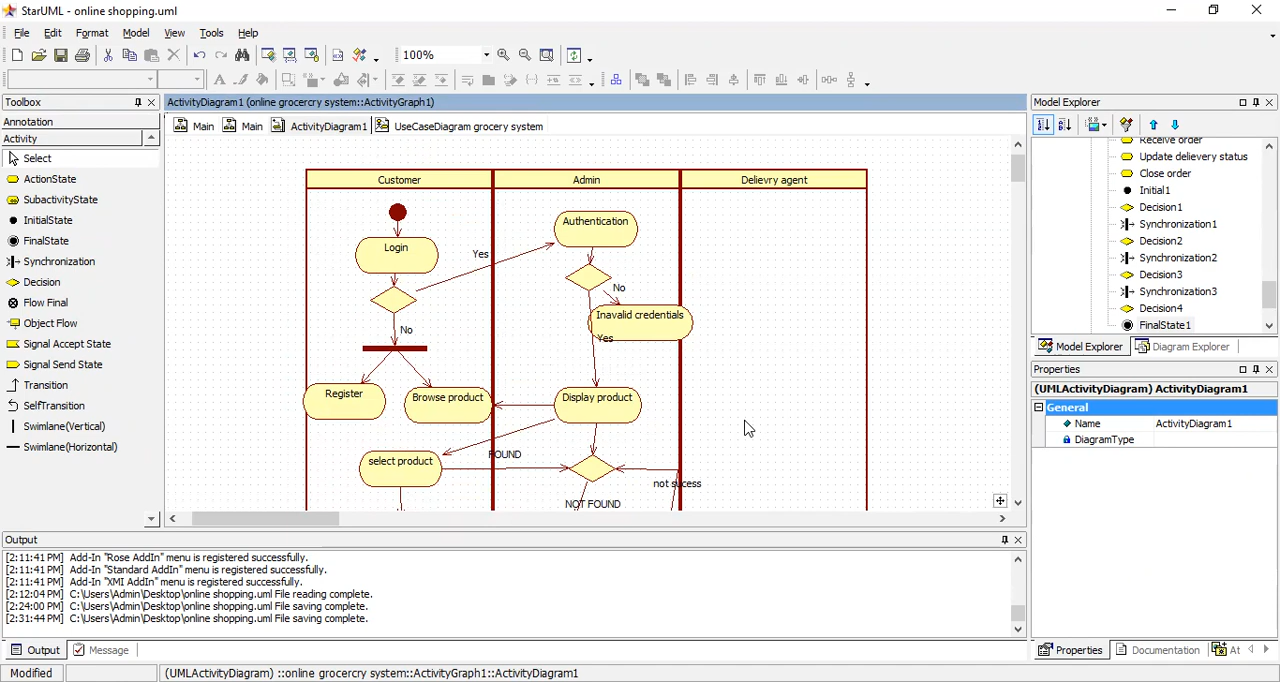 StarUML - online shopping.uml
File Edit Format Model View Tools Help
100%
Toolbox
Annotation
Activity
Select
ActionState
SubactivityState
InitialState
FinalState
Synchronization
Decision
Flow Final
Object Flow
Signal Accept State
Signal Send State
Transition
SelfTransition
Swimlane(Vertical)
Swimlane(Horizontal)
ActivityDiagram1 (online grocercry system::ActivityGraph1)
Main Main ActivityDiagram1 UseCaseDiagram grocery system
Customer Admin Delievry agent
Authentication
Login
Yes
No
Inavalid credentials
No
Yes
Register
Browse product
Display product
FOUND
select product
not sucess
NOT FOUND
Model Explorer
Receive order
Update delievery status
Close order
Initial1
Decision1
Synchronization1
Decision2
Synchronization2
Decision3
Synchronization3
Decision4
FinalState1
Model Explorer Diagram Explorer
Properties
(UMLActivityDiagram) ActivityDiagram1
General
Name ActivityDiagram1
DiagramType
Properties Documentation At
Output
[2:11:41 PM] Add-In "Rose AddIn" menu is registered successfully.
[2:11:41 PM] Add-In "Standard AddIn" menu is registered successfully.
[2:11:41 PM] Add-In "XMI AddIn" menu is registered successfully.
[2:12:04 PM] C:\Users\Admin\Desktop\online shopping.uml File reading complete.
[2:24:00 PM] C:\Users\Admin\Desktop\online shopping.uml File saving complete.
[2:31:44 PM] C:\Users\Admin\Desktop\online shopping.uml File saving complete.
Output Message
Modified (UMLActivityDiagram) ::online grocercry system::ActivityGraph1::ActivityDiagram1